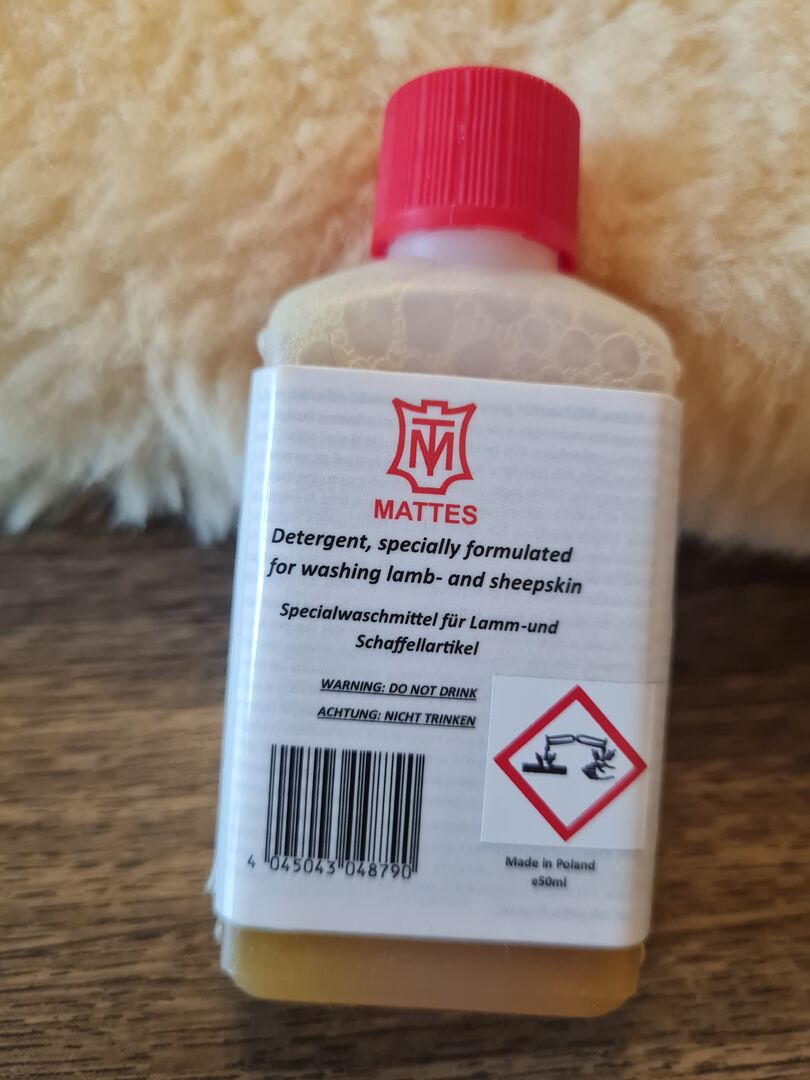 TM
MATTES
Detergent, specially formulated
for washing lamb- and sheepskin
Specialwaschmittel für Lamm-und
Schaffellartikel
WARNING: DO NOT DRINK
ACHTUNG: NICHT TRINKEN
4 045043 048790
Made in Poland
e50ml